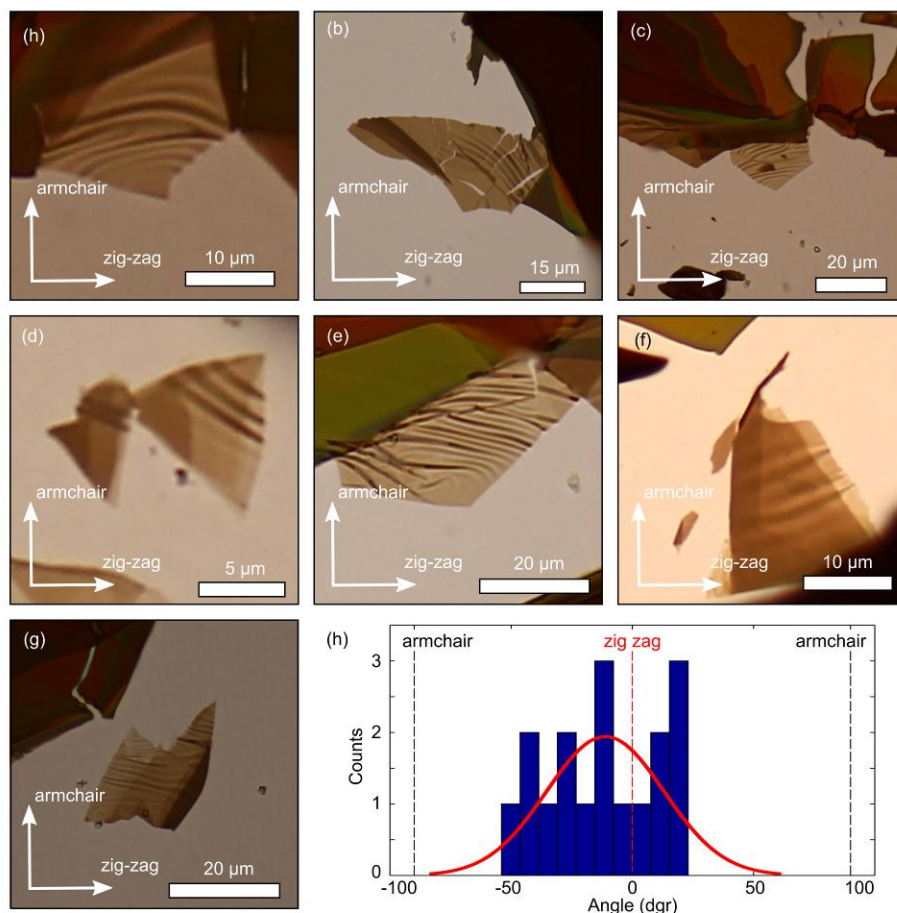 (h)
armchair
zig-zag
10 µm
(b)
armchair
zig-zag
15 µm
(c)
armchair
zig-zag
20 µm
(d)
armchair
zig-zag
5 µm
(e)
armchair
zig-zag
20 µm
(f)
armchair
zig-zag
10 µm
(g)
armchair
zig-zag
20 µm
(h)
armchair
zig zag
armchair
3
2
1
0
Counts
-100
-50
0
50
100
Angle (dgr)